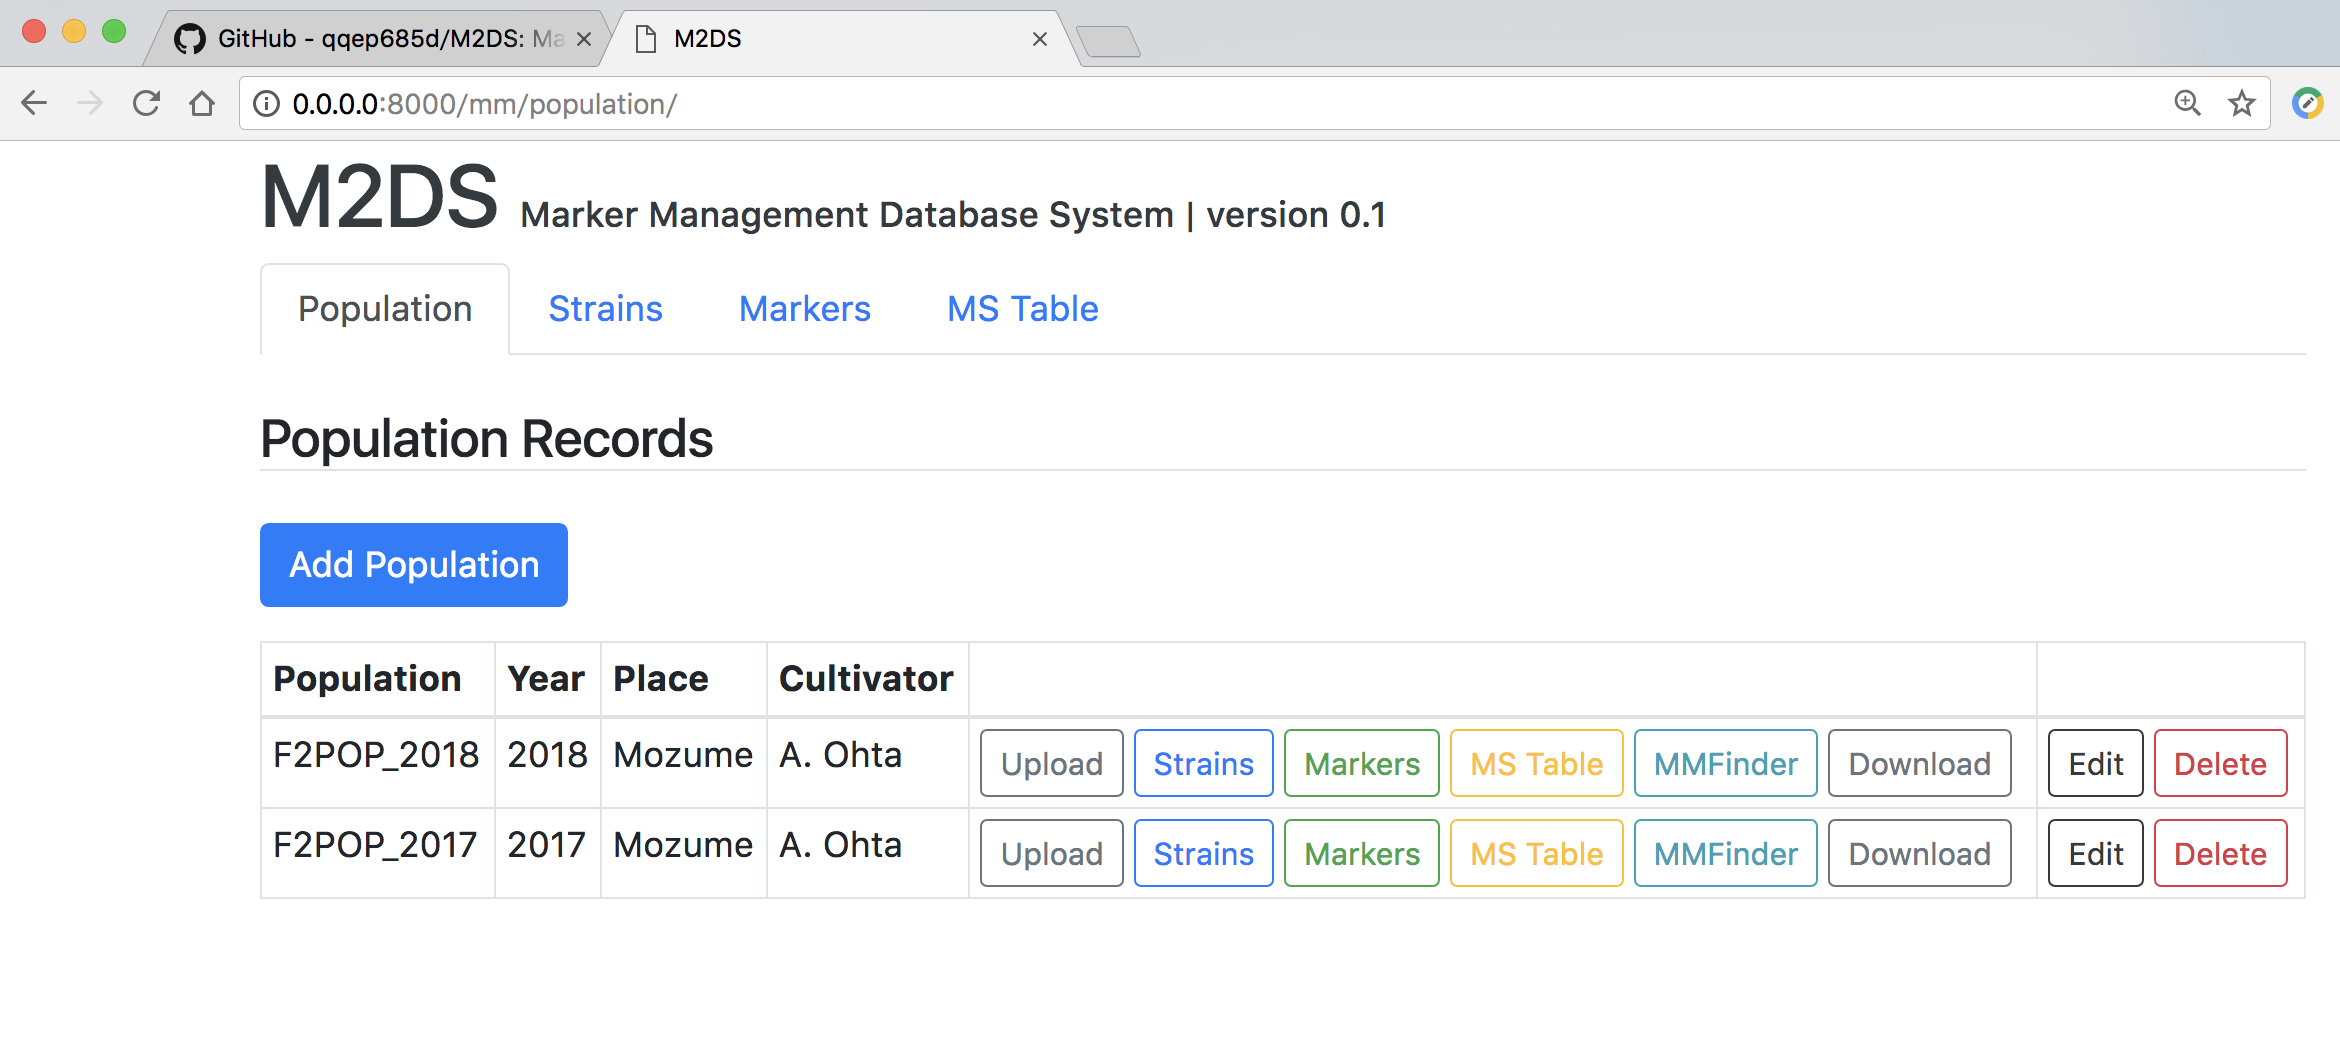 GitHub - qqep685d/M2DS: Ma
M2DS
0.0.0.0:8000/mm/population/
M2DS Marker Management Database System | version 0.1
Population Strains Markers MS Table
Population Records
Add Population
Population Year Place Cultivator
F2POP_2018 2018 Mozume A. Ohta Upload Strains Markers MS Table MMFinder Download Edit Delete
F2POP_2017 2017 Mozume A. Ohta Upload Strains Markers MS Table MMFinder Download Edit Delete